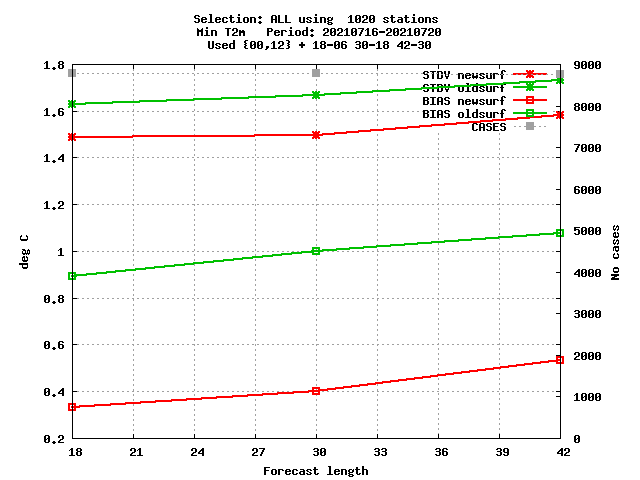 Selection: ALL using  1020 stations
Min T2m   Period: 20210716-20210720
Used {00,12} + 18-06 30-18 42-30
1.8
1.6
1.4
1.2
1
0.8
0.6
0.4
0.2
deg C
9000
8000
7000
6000
5000
4000
3000
2000
1000
0
No cases
STDV newsurf
STDV oldsurf
BIAS newsurf
BIAS oldsurf
CASES
18 21 24 27 30 33 36 39 42
Forecast length